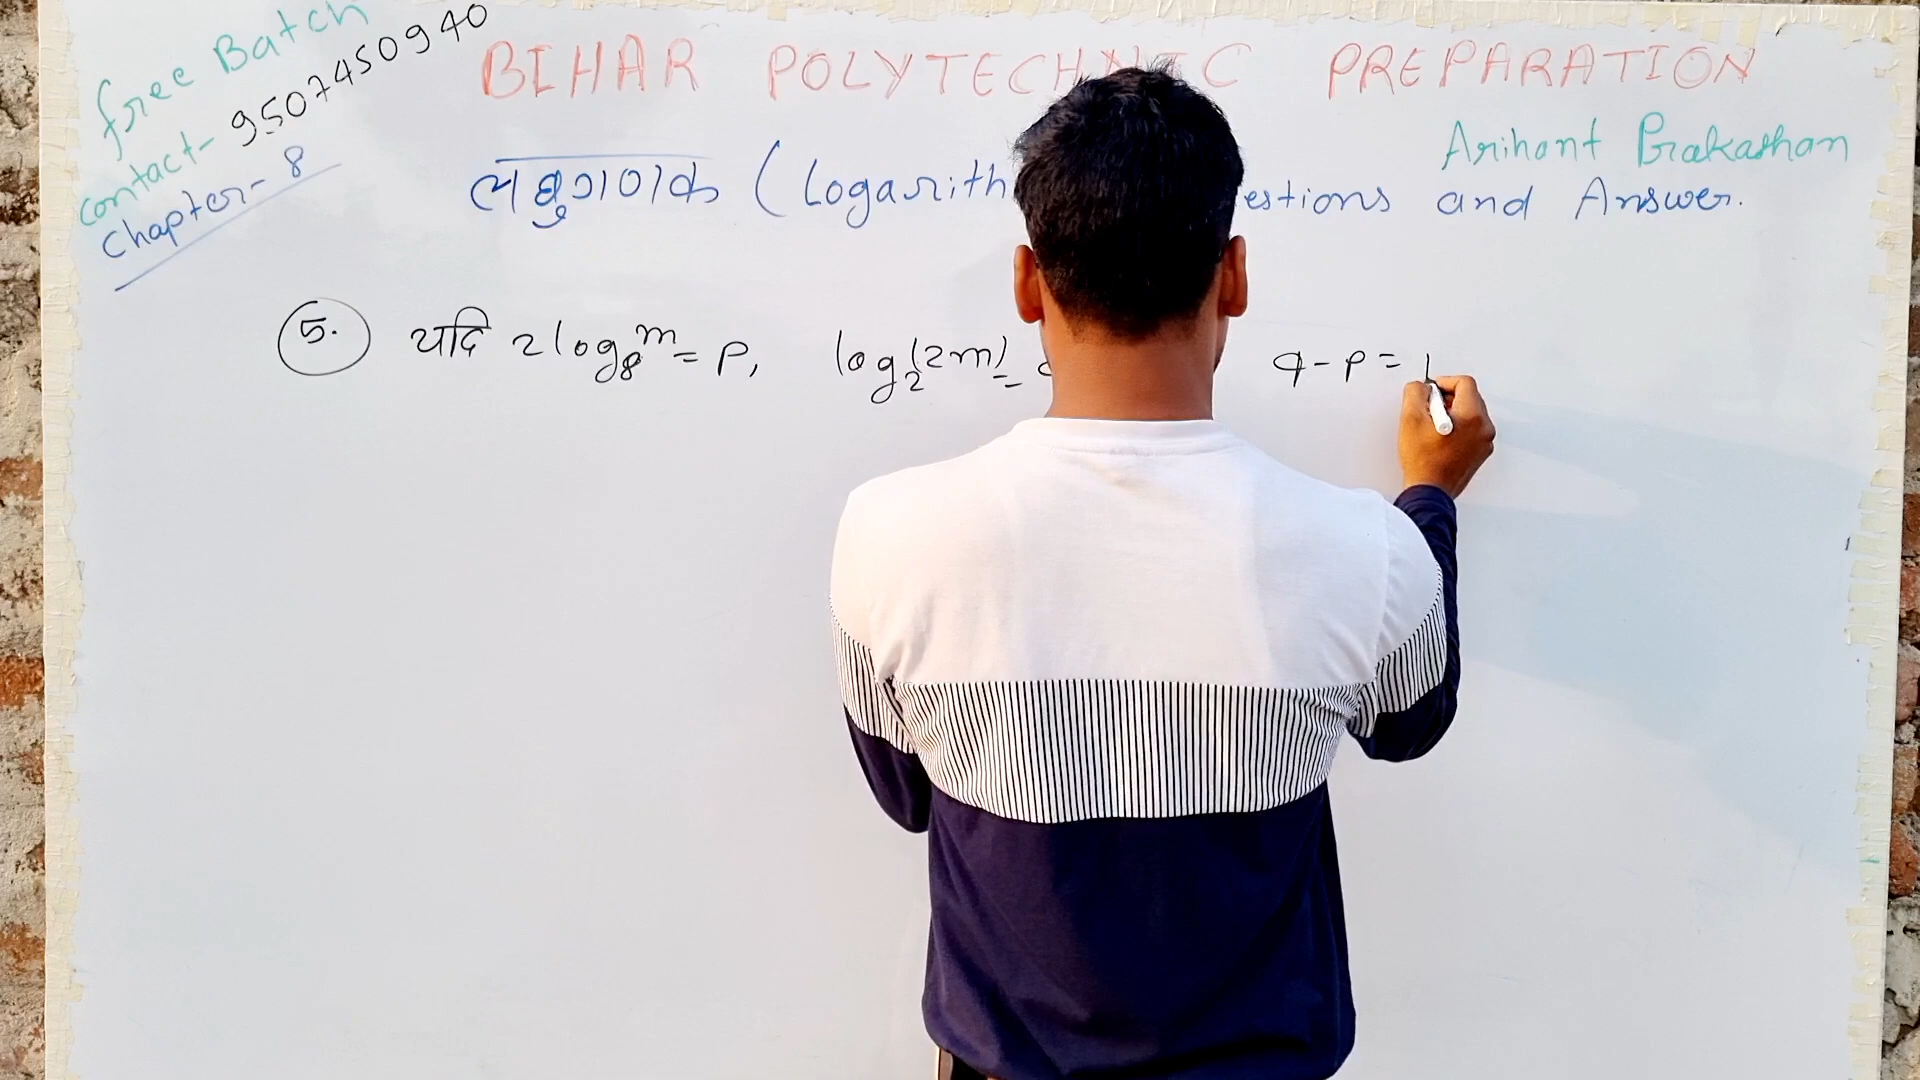 free Batch
contact- 9507450940
Chapter- 8
BIHAR POLYTECHNIC PREPARATION
Arihant Prakashan
लघुगणक (Logarith estions and Answer.
5. यदि 2log₈m = P, log₂(2m) = q - P = 1